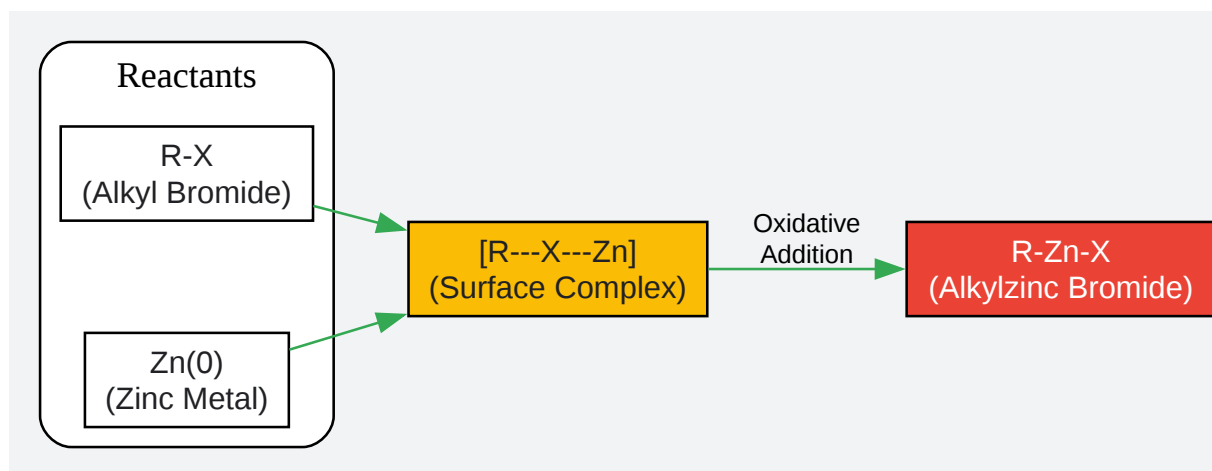 Reactants
R-X
(Alkyl Bromide)
Zn(0)
(Zinc Metal)
[R---X---Zn]
(Surface Complex)
Oxidative
Addition
R-Zn-X
(Alkylzinc Bromide)